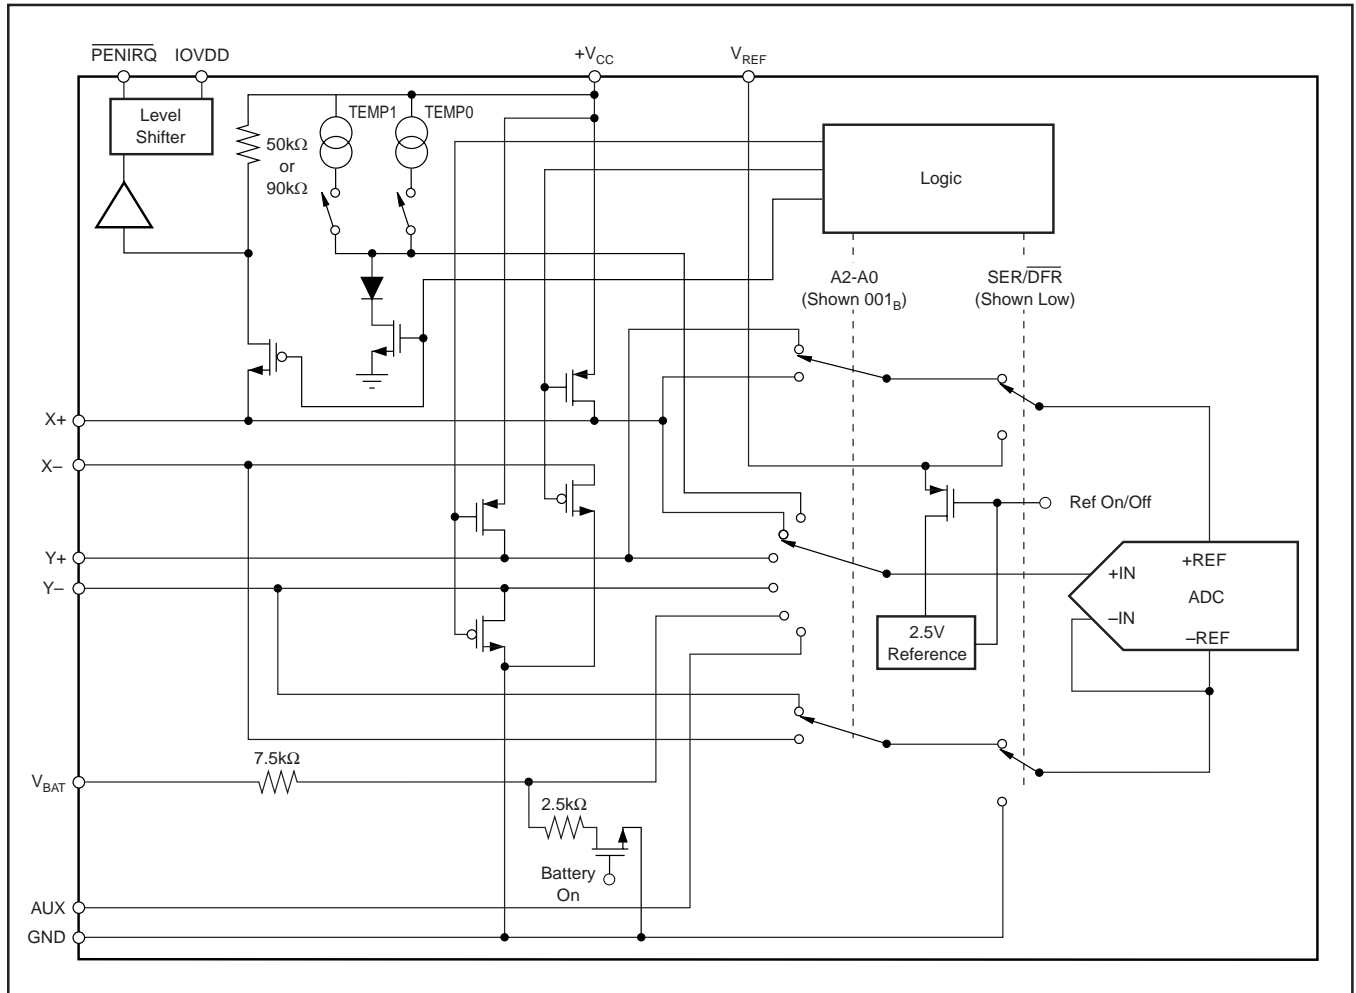 PENIRQ IOVDD +VCC VREF
Level
Shifter
50kΩ
or
90kΩ
TEMP1 TEMP0
Logic
A2-A0
(Shown 001B)
SER/DFR
(Shown Low)
X+
X–
Y+
Y–
Ref On/Off
+REF
+IN
ADC
–IN
–REF
2.5V
Reference
7.5kΩ
VBAT
2.5kΩ
Battery
On
AUX
GND